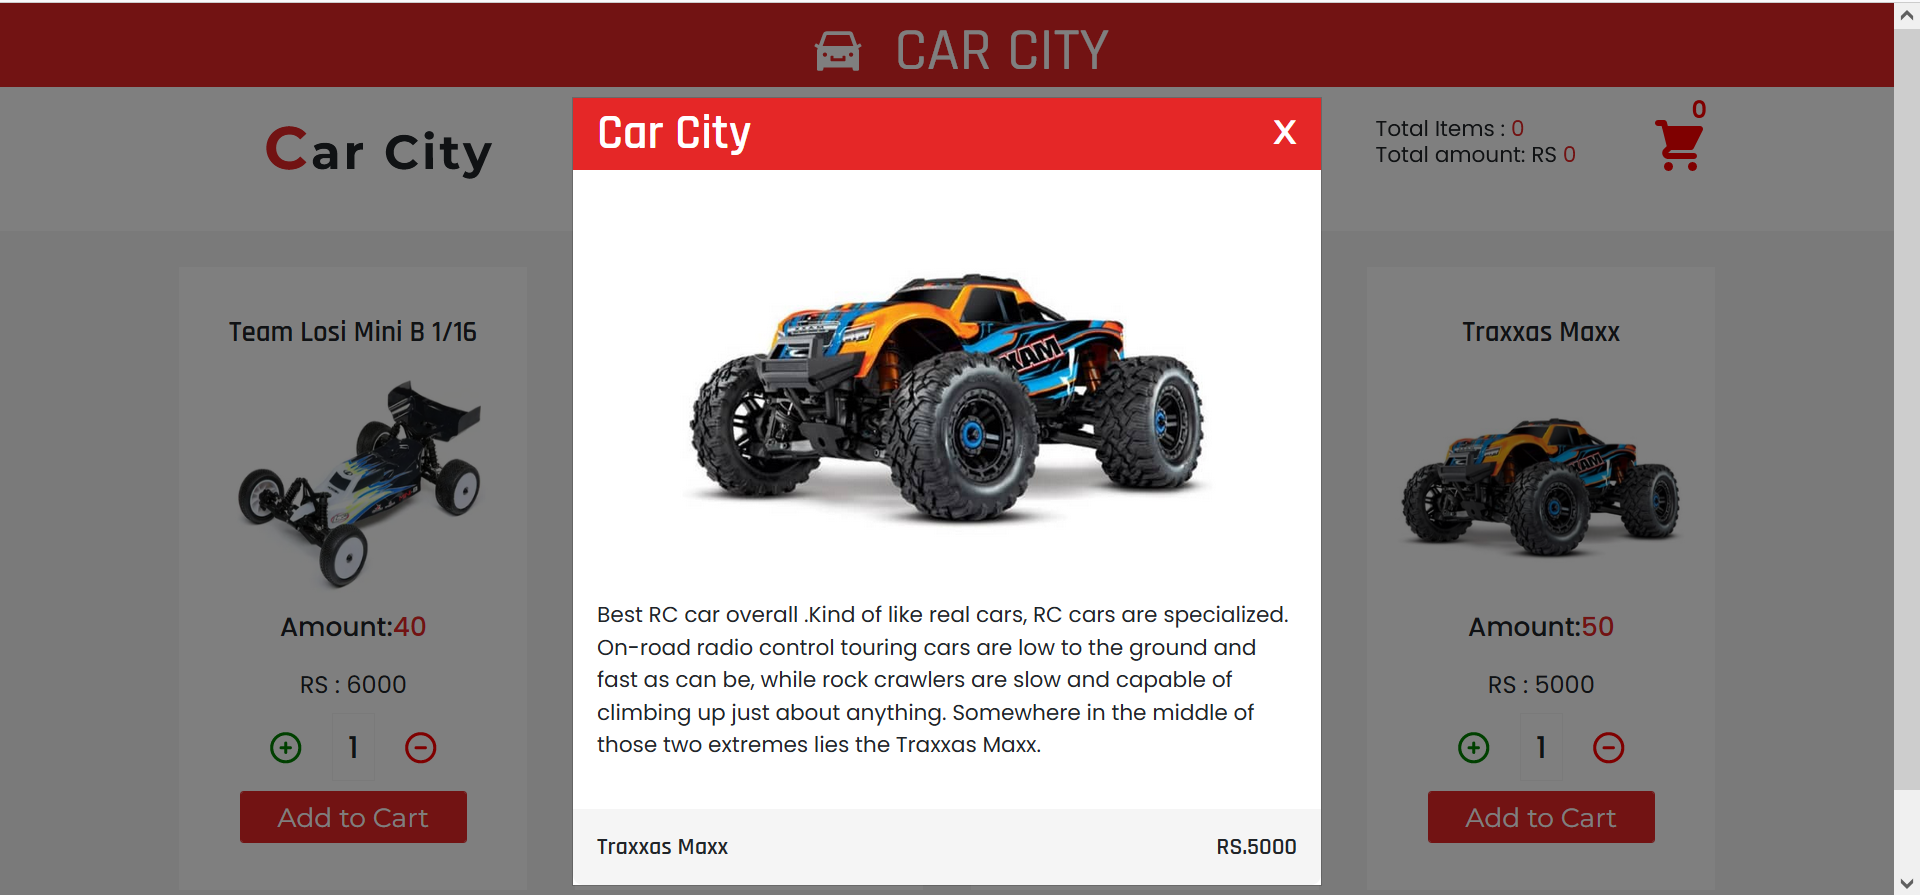 CAR CITY
Car City
Total Items : 0
Total amount: RS 0
0
Car City
X
XAM
Best RC car overall .Kind of like real cars, RC cars are specialized.
On-road radio control touring cars are low to the ground and
fast as can be, while rock crawlers are slow and capable of
climbing up just about anything. Somewhere in the middle of
those two extremes lies the Traxxas Maxx.
Traxxas Maxx
RS.5000
Team Losi Mini B 1/16
Amount:40
RS : 6000
1
Add to Cart
Traxxas Maxx
XAM
Amount:50
RS : 5000
1
Add to Cart